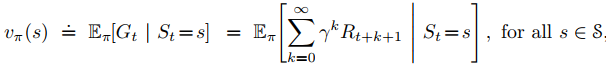 v_π(s) ≐ 𝔼_π[G_t | S_t=s] = 𝔼_π[∑_{k=0}^{∞} γ^k R_{t+k+1} | S_t=s], for all s ∈ 𝒮,